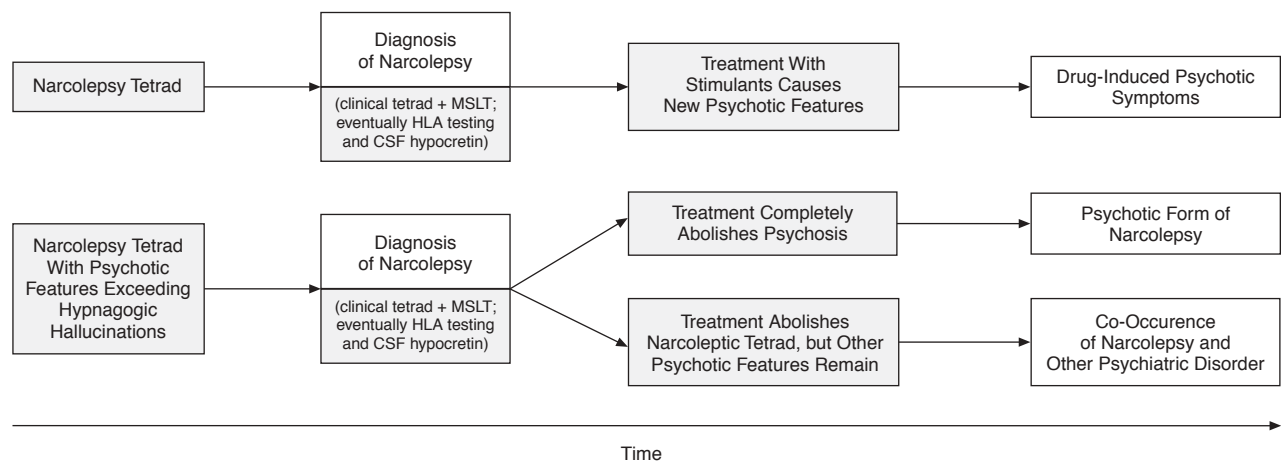 Narcolepsy Tetrad
Diagnosis
of Narcolepsy
(clinical tetrad + MSLT;
eventually HLA testing
and CSF hypocretin)
Treatment With
Stimulants Causes
New Psychotic Features
Drug-Induced Psychotic
Symptoms
Narcolepsy Tetrad
With Psychotic
Features Exceeding
Hypnagogic
Hallucinations
Diagnosis
of Narcolepsy
(clinical tetrad + MSLT;
eventually HLA testing
and CSF hypocretin)
Treatment Completely
Abolishes Psychosis
Psychotic Form of
Narcolepsy
Treatment Abolishes
Narcoleptic Tetrad, but Other
Psychotic Features Remain
Co-Occurence
of Narcolepsy and
Other Psychiatric Disorder
Time